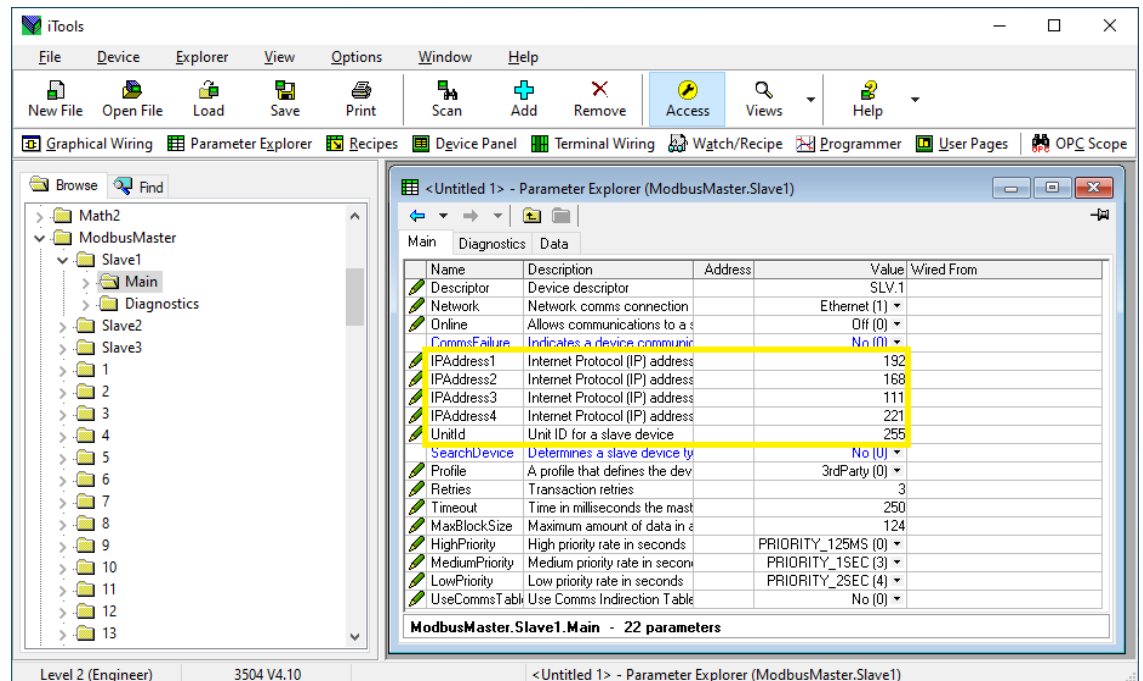 iTools
File Device Explorer View Options Window Help
New File Open File Load Save Print Scan Add Remove Access Views Help
Graphical Wiring Parameter Explorer Recipes Device Panel Terminal Wiring Watch/Recipe Programmer User Pages OPC OPC Scope
Browse Find
Math2
ModbusMaster
Slave1
Main
Diagnostics
Slave2
Slave3
1
2
3
4
5
6
7
8
9
10
11
12
13
<Untitled 1> - Parameter Explorer (ModbusMaster.Slave1)
Main Diagnostics Data
Name Description Address Value Wired From
Descriptor Device descriptor SLV.1
Network Network comms connection Ethernet (1)
Online Allows communications to a s Off (0)
CommsFailure Indicates a device communic No (0)
IPAddress1 Internet Protocol (IP) address 192
IPAddress2 Internet Protocol (IP) address 168
IPAddress3 Internet Protocol (IP) address 111
IPAddress4 Internet Protocol (IP) address 221
UnitId Unit ID for a slave device 255
SearchDevice Determines a slave device ty No (0)
Profile A profile that defines the dev 3rdParty (0)
Retries Transaction retries 3
Timeout Time in milliseconds the mast 250
MaxBlockSize Maximum amount of data in a 124
HighPriority High priority rate in seconds PRIORITY_125MS (0)
MediumPriority Medium priority rate in secon PRIORITY_1SEC (3)
LowPriority Low priority rate in seconds PRIORITY_2SEC (4)
UseCommsTabl Use Comms Indirection Table No (0)
ModbusMaster.Slave1.Main - 22 parameters
Level 2 (Engineer) 3504 V4.10 <Untitled 1> - Parameter Explorer (ModbusMaster.Slave1)